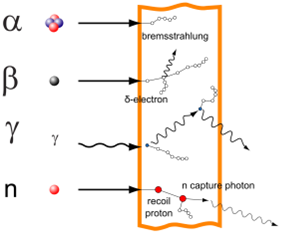 α
bremsstrahlung
β
δ-electron
γ γ
n capture photon
n
recoil
proton